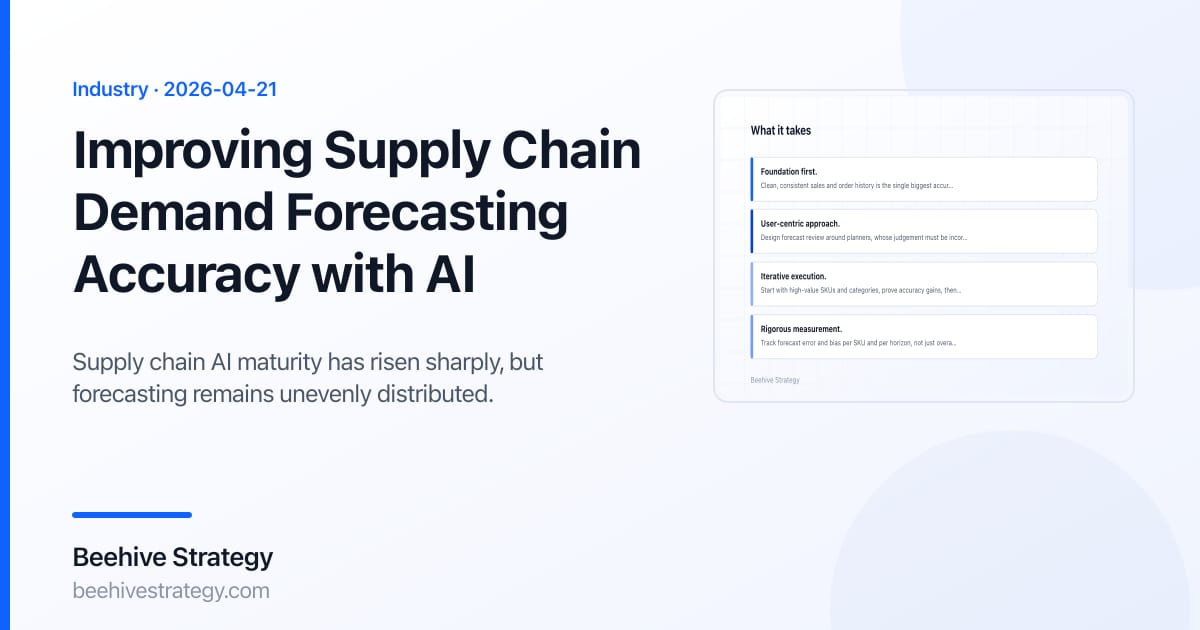 Industry · 2026-04-21
Improving Supply Chain
Demand Forecasting
Accuracy with AI
Supply chain AI maturity has risen sharply, but
forecasting remains unevenly distributed.
Beehive Strategy
beehivestrategy.com
What it takes
Foundation first.
Clean, consistent sales and order history is the single biggest accur...
User-centric approach.
Design forecast review around planners, whose judgement must be incor...
Iterative execution.
Start with high-value SKUs and categories, prove accuracy gains, then...
Rigorous measurement.
Track forecast error and bias per SKU and per horizon, not just overa...
Beehive Strategy